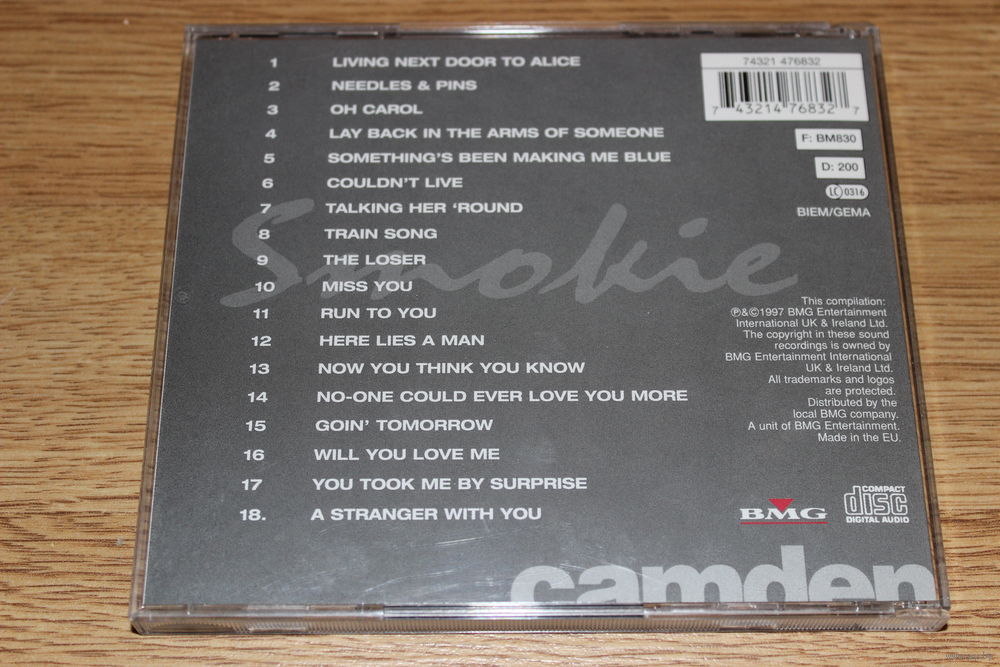 1 LIVING NEXT DOOR TO ALICE
2 NEEDLES & PINS
3 OH CAROL
4 LAY BACK IN THE ARMS OF SOMEONE
5 SOMETHING'S BEEN MAKING ME BLUE
6 COULDN'T LIVE
7 TALKING HER ‘ROUND
8 TRAIN SONG
9 THE LOSER
10 MISS YOU
11 RUN TO YOU
12 HERE LIES A MAN
13 NOW YOU THINK YOU KNOW
14 NO-ONE COULD EVER LOVE YOU MORE
15 GOIN' TOMORROW
16 WILL YOU LOVE ME
17 YOU TOOK ME BY SURPRISE
18. A STRANGER WITH YOU
Smokie
74321 476832
7 43214 76832 7
F: BM830
D: 200
LC 0316
BIEM/GEMA
This compilation:
℗&©1997 BMG Entertainment
International UK & Ireland Ltd.
The copyright in these sound
recordings is owned by
BMG Entertainment International
UK & Ireland Ltd.
All trademarks and logos
are protected.
Distributed by the
local BMG company.
A unit of BMG Entertainment.
Made in the EU.
BMG
COMPACT
disc
DIGITAL AUDIO
camden